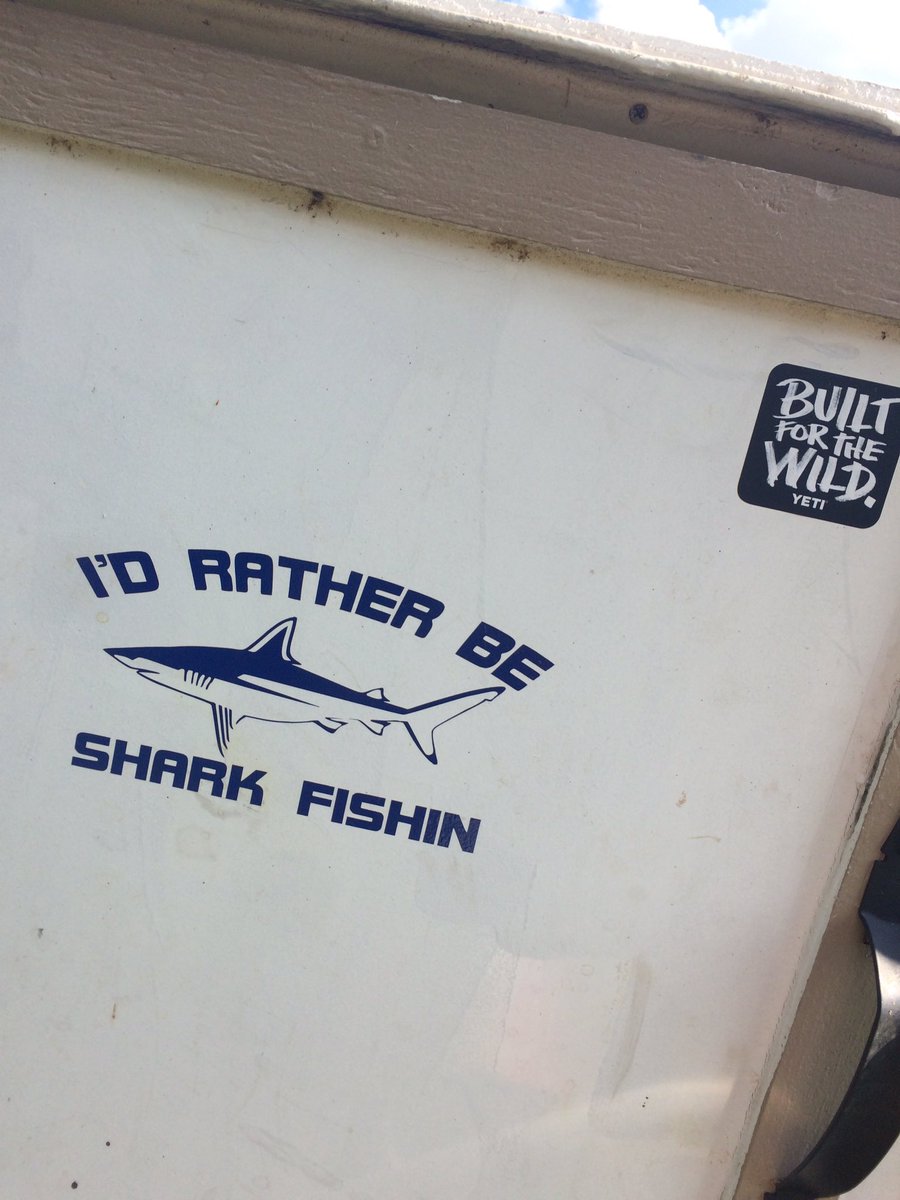 I'D RATHER BE
SHARK FISHIN
BUILT
FOR THE
WILD.
YETI